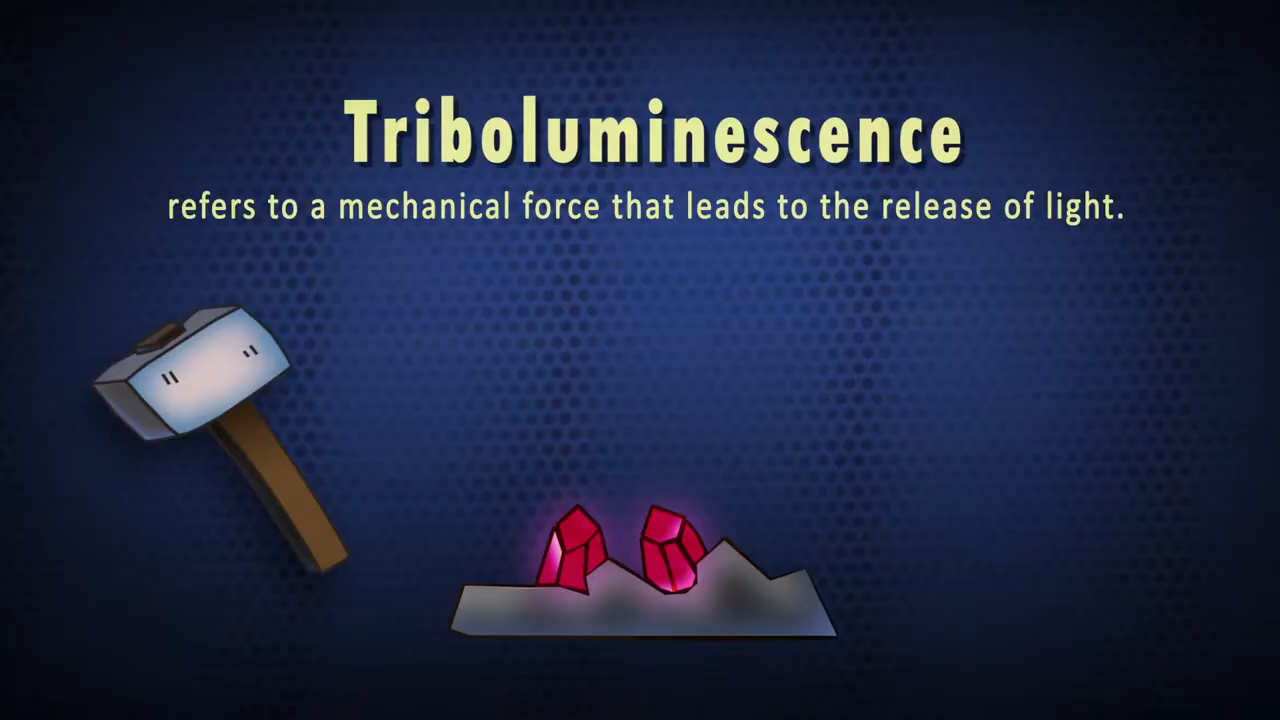 Triboluminescence
refers to a mechanical force that leads to the release of light.